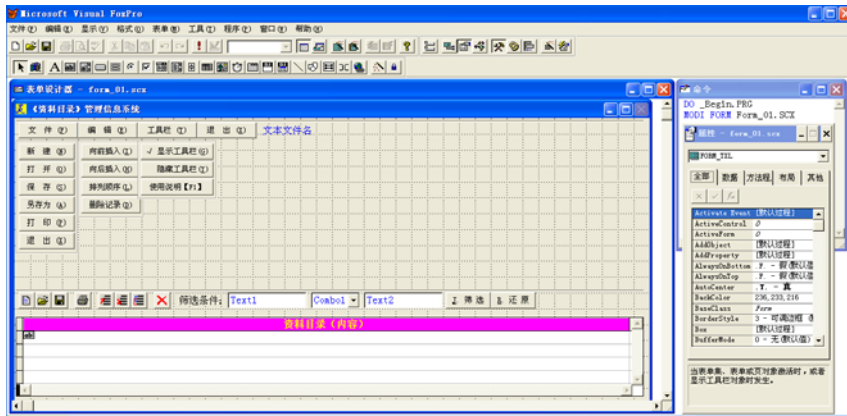 Microsoft Visual FoxPro
文件(F) 编辑(E) 显示(V) 格式(O) 表单(M) 工具(T) 程序(P) 窗口(W) 帮助(H)
表单设计器 - form_01.scx
《资料目录》管理信息系统
文 件(F) 编 辑(E) 工具栏(T) 退 出(Q) 文本文件名
新 建(N) 向前插入(I) √ 显示工具栏(G)
打 开(O) 向后插入(N) 隐藏工具栏(Y)
保 存(S) 排列顺序(L) 使用说明【F1】
另存为(A) 删除记录(D)
打 印(P)
退 出(X)
筛选条件: Text1 Combo1 Text2 I 筛 选 R 还 原
资料目录(内容)
ab
命令
DO _Begin.PRG
MODI FORM Form_01.SCX
属性 - form_01.scx
FORM_TZL
全部 数据 方法程 布局 其他
Activate Event [默认过程]
ActiveControl 0
ActiveForm 0
AddObject [默认过程]
AddProperty [默认过程]
AlwaysOnBottom .F. - 假(默认值
AlwaysOnTop .F. - 假(默认值
AutoCenter .T. - 真
BackColor 236,233,216
BaseClass Form
BorderStyle 3 - 可调边框
Box [默认过程]
BufferMode 0 - 无(默认值)
当表单集、表单或页对象激活时,或者
显示工具栏对象时发生。